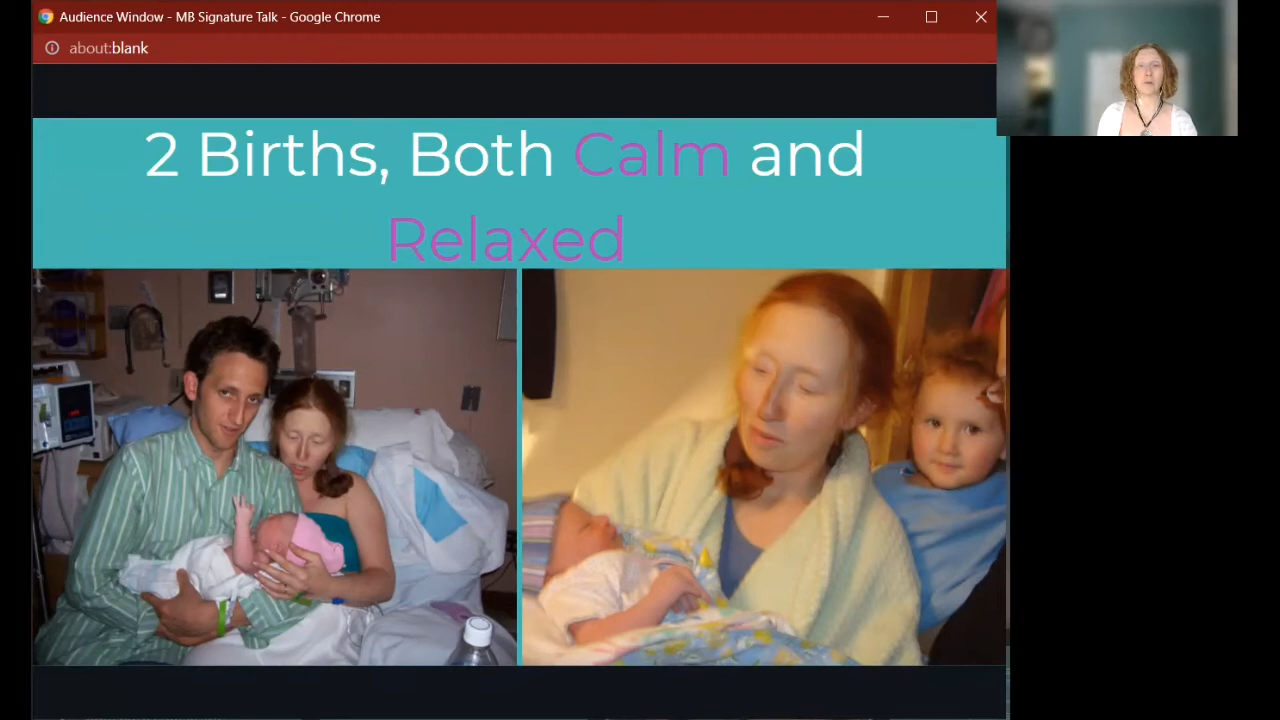 Audience Window - MB Signature Talk - Google Chrome
about:blank
2 Births, Both Calm and
Relaxed